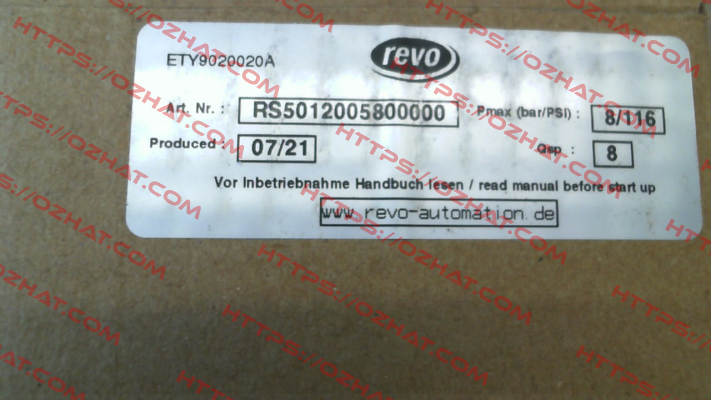 ETY9020020A
revo
Art. Nr. : RS5012005800000 Pmax (bar/PSI) : 8/116
Produced : 07/21 Qsp : 8
Vor Inbetriebnahme Handbuch lesen / read manual before start up
www.revo-automation.de
HTTPS://OZHAT.COM